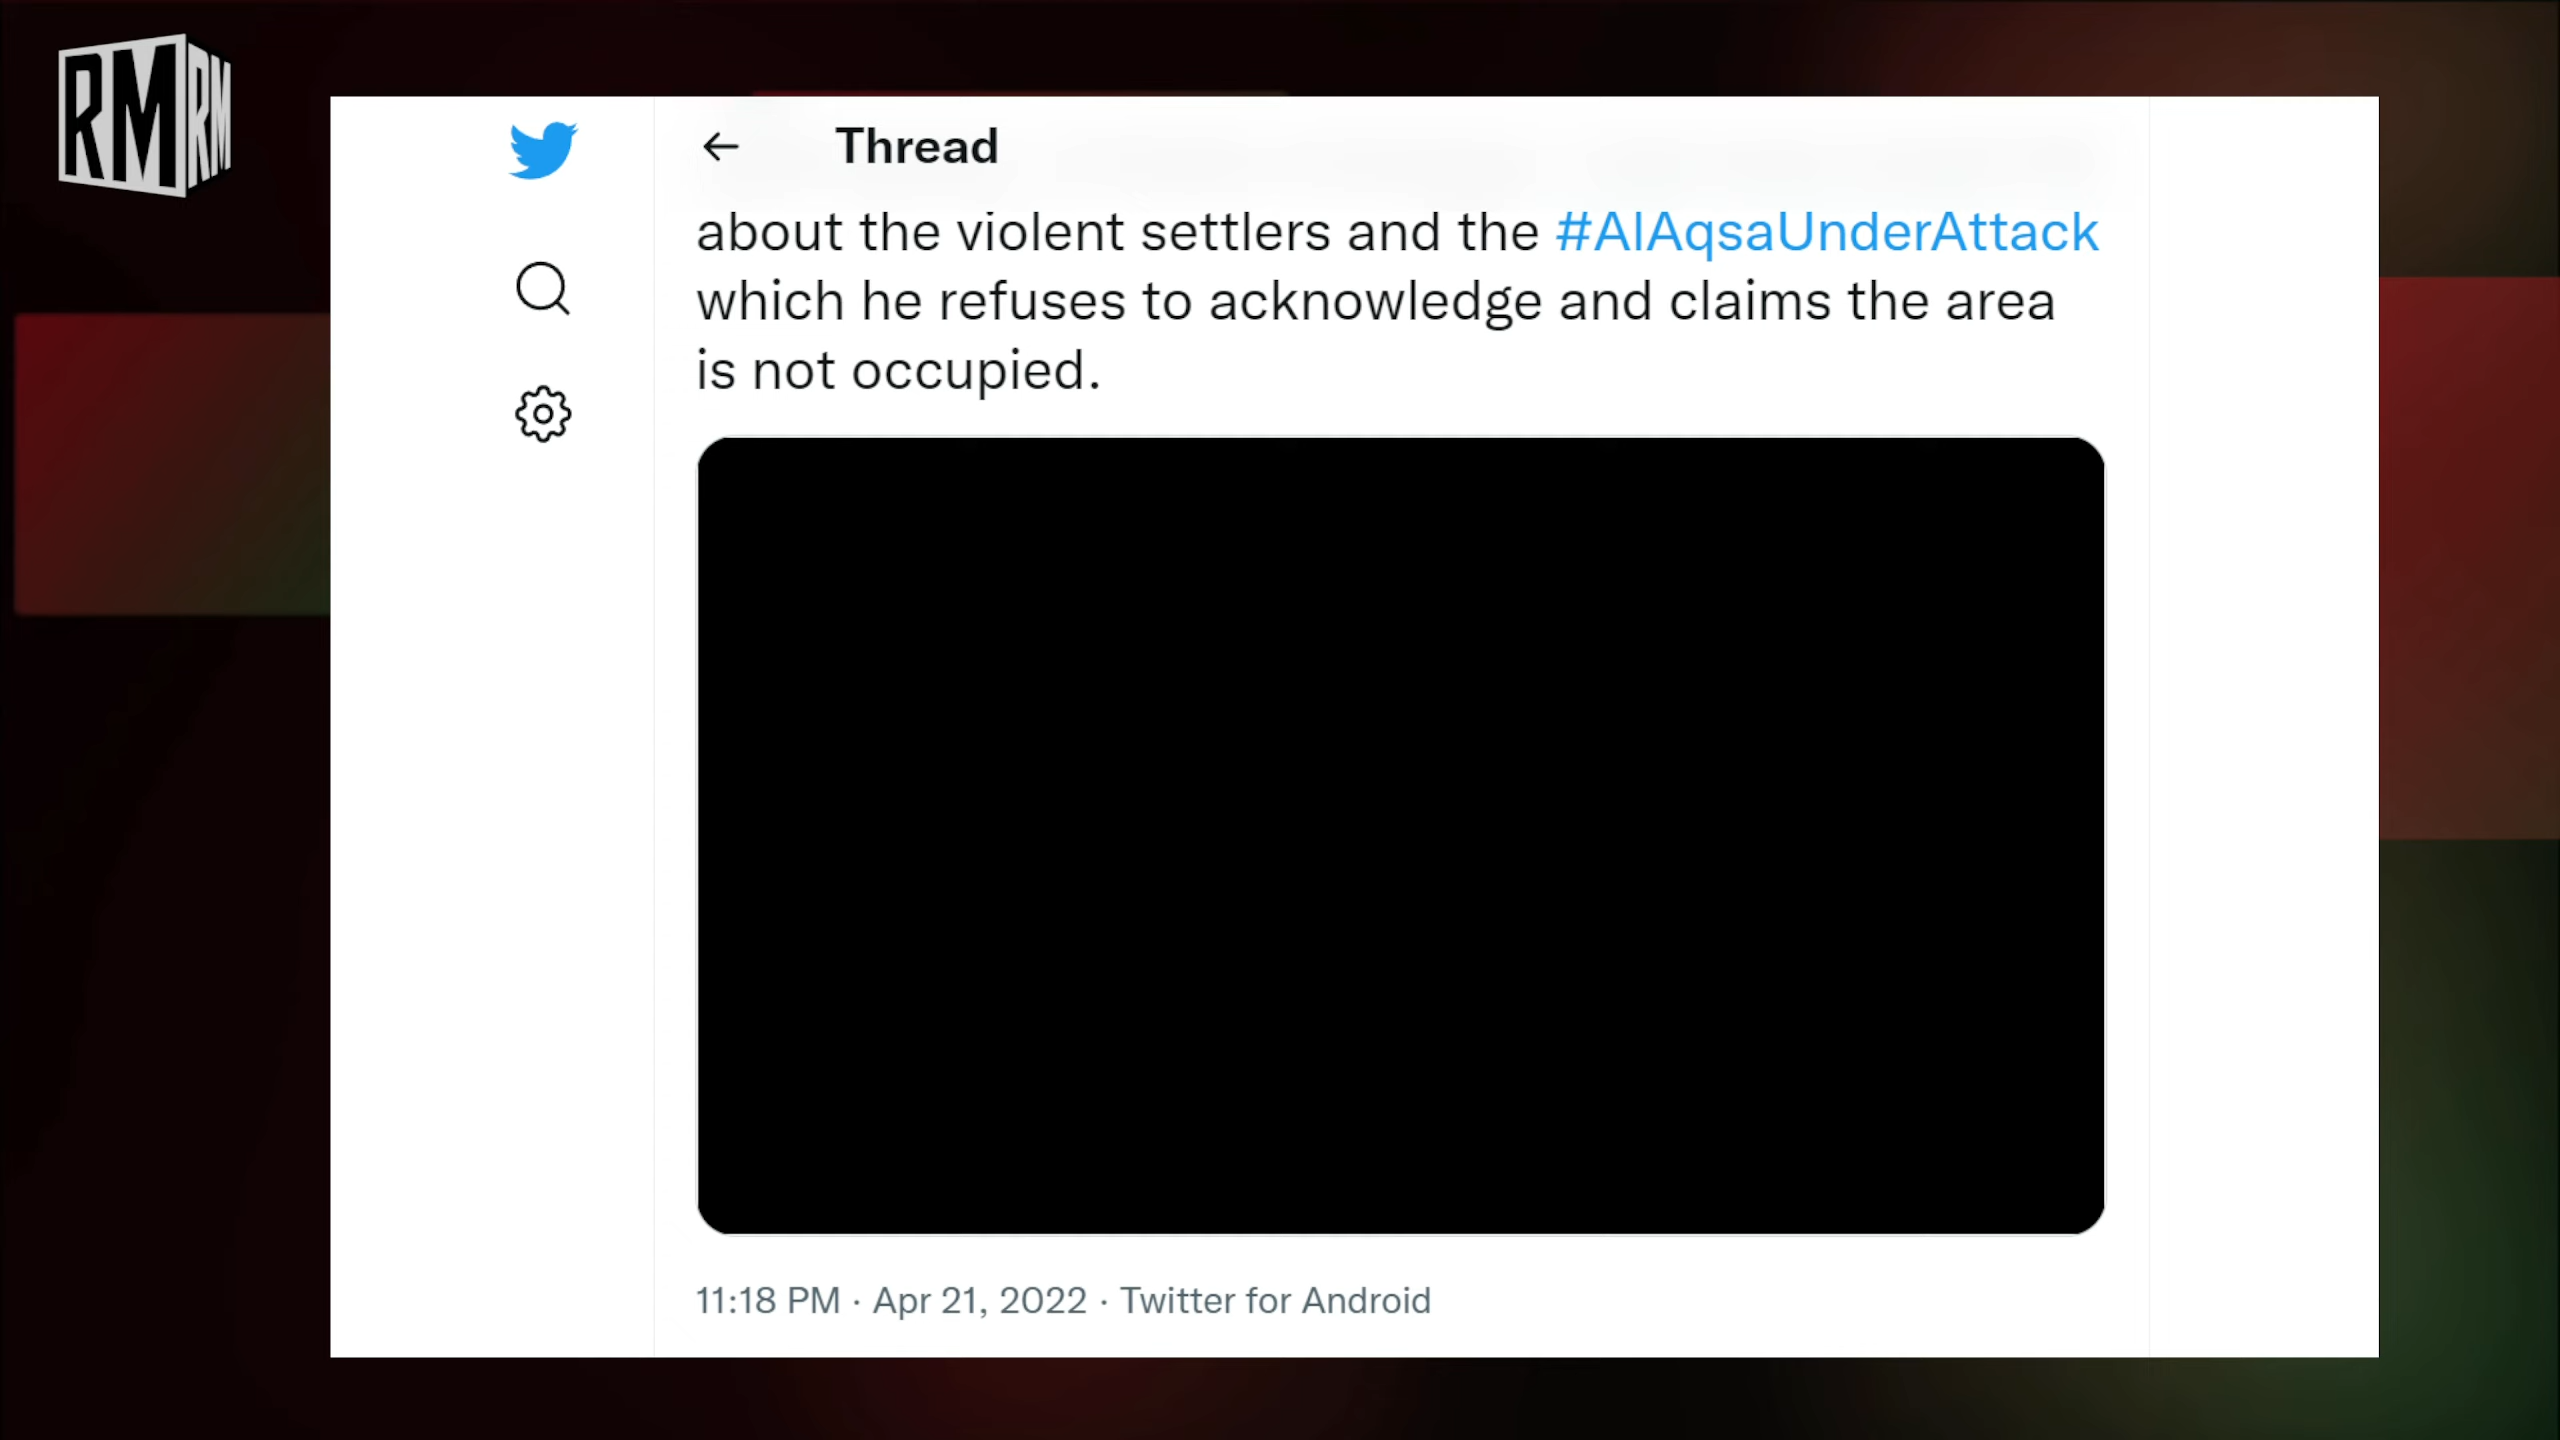 RM RM
Thread
about the violent settlers and the #AlAqsaUnderAttack
which he refuses to acknowledge and claims the area
is not occupied.
11:18 PM · Apr 21, 2022 · Twitter for Android